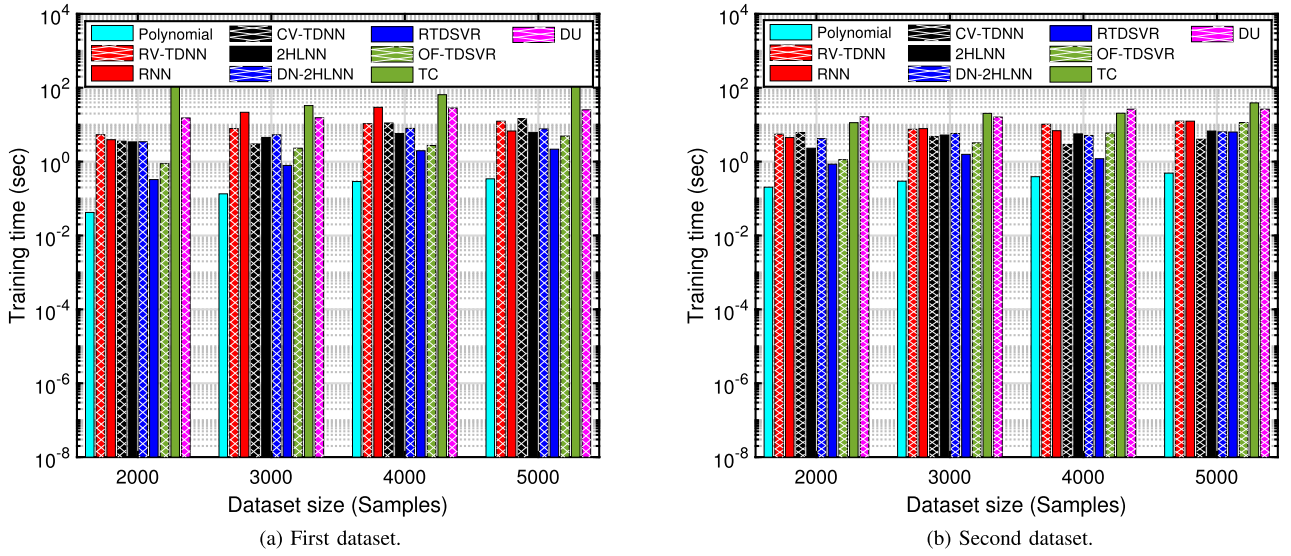 10^4
10^2
10^0
10^-2
10^-4
10^-6
10^-8
Training time (sec)
Polynomial
RV-TDNN
RNN
CV-TDNN
2HLNN
DN-2HLNN
RTDSVR
OF-TDSVR
TC
DU
2000 3000 4000 5000
Dataset size (Samples)
(a) First dataset.
10^4
10^2
10^0
10^-2
10^-4
10^-6
10^-8
Training time (sec)
Polynomial
RV-TDNN
RNN
CV-TDNN
2HLNN
DN-2HLNN
RTDSVR
OF-TDSVR
TC
DU
2000 3000 4000 5000
Dataset size (Samples)
(b) Second dataset.